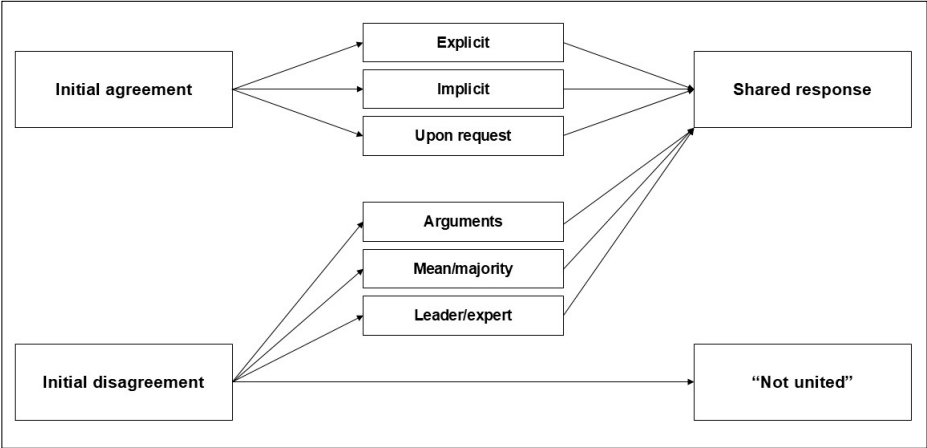 Initial agreement
Explicit
Implicit
Upon request
Shared response
Arguments
Mean/majority
Leader/expert
Initial disagreement
“Not united”